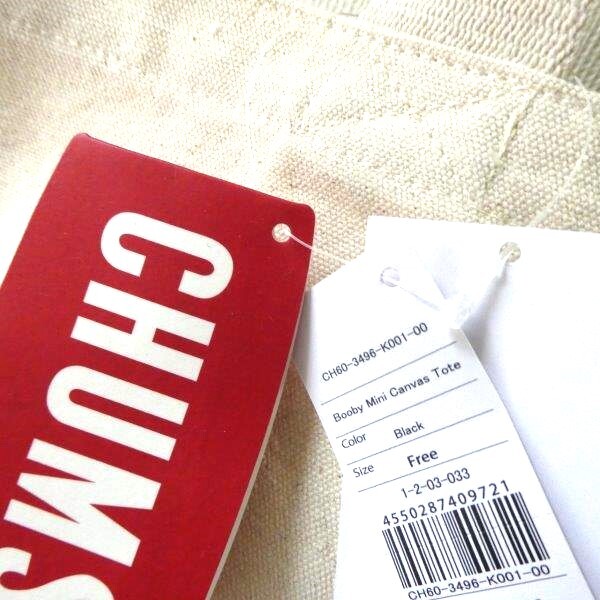 CHUMS
CH60-3496-K001-00
Booby Mini Canvas Tote
Color Black
Size Free
1-2-03-033
4550287409721
CH60-3496-K001-00